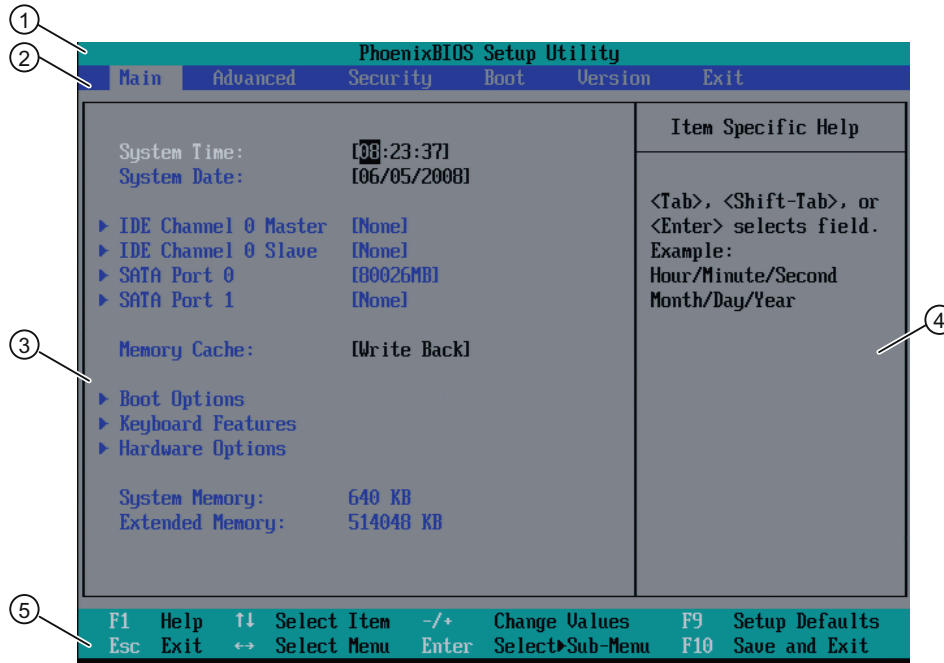 1
PhoenixBIOS Setup Utility
2
Main Advanced Security Boot Version Exit
Item Specific Help
System Time: [08:23:37]
System Date: [06/05/2008]
<Tab>, <Shift-Tab>, or
<Enter> selects field.
Example:
Hour/Minute/Second
Month/Day/Year
▶ IDE Channel 0 Master [None]
▶ IDE Channel 0 Slave [None]
▶ SATA Port 0 [80026MB]
▶ SATA Port 1 [None]
4
3
Memory Cache: [Write Back]
▶ Boot Options
▶ Keyboard Features
▶ Hardware Options
System Memory: 640 KB
Extended Memory: 514048 KB
5
F1 Help ↑↓ Select Item -/+ Change Values F9 Setup Defaults
Esc Exit ↔ Select Menu Enter Select▶Sub-Menu F10 Save and Exit